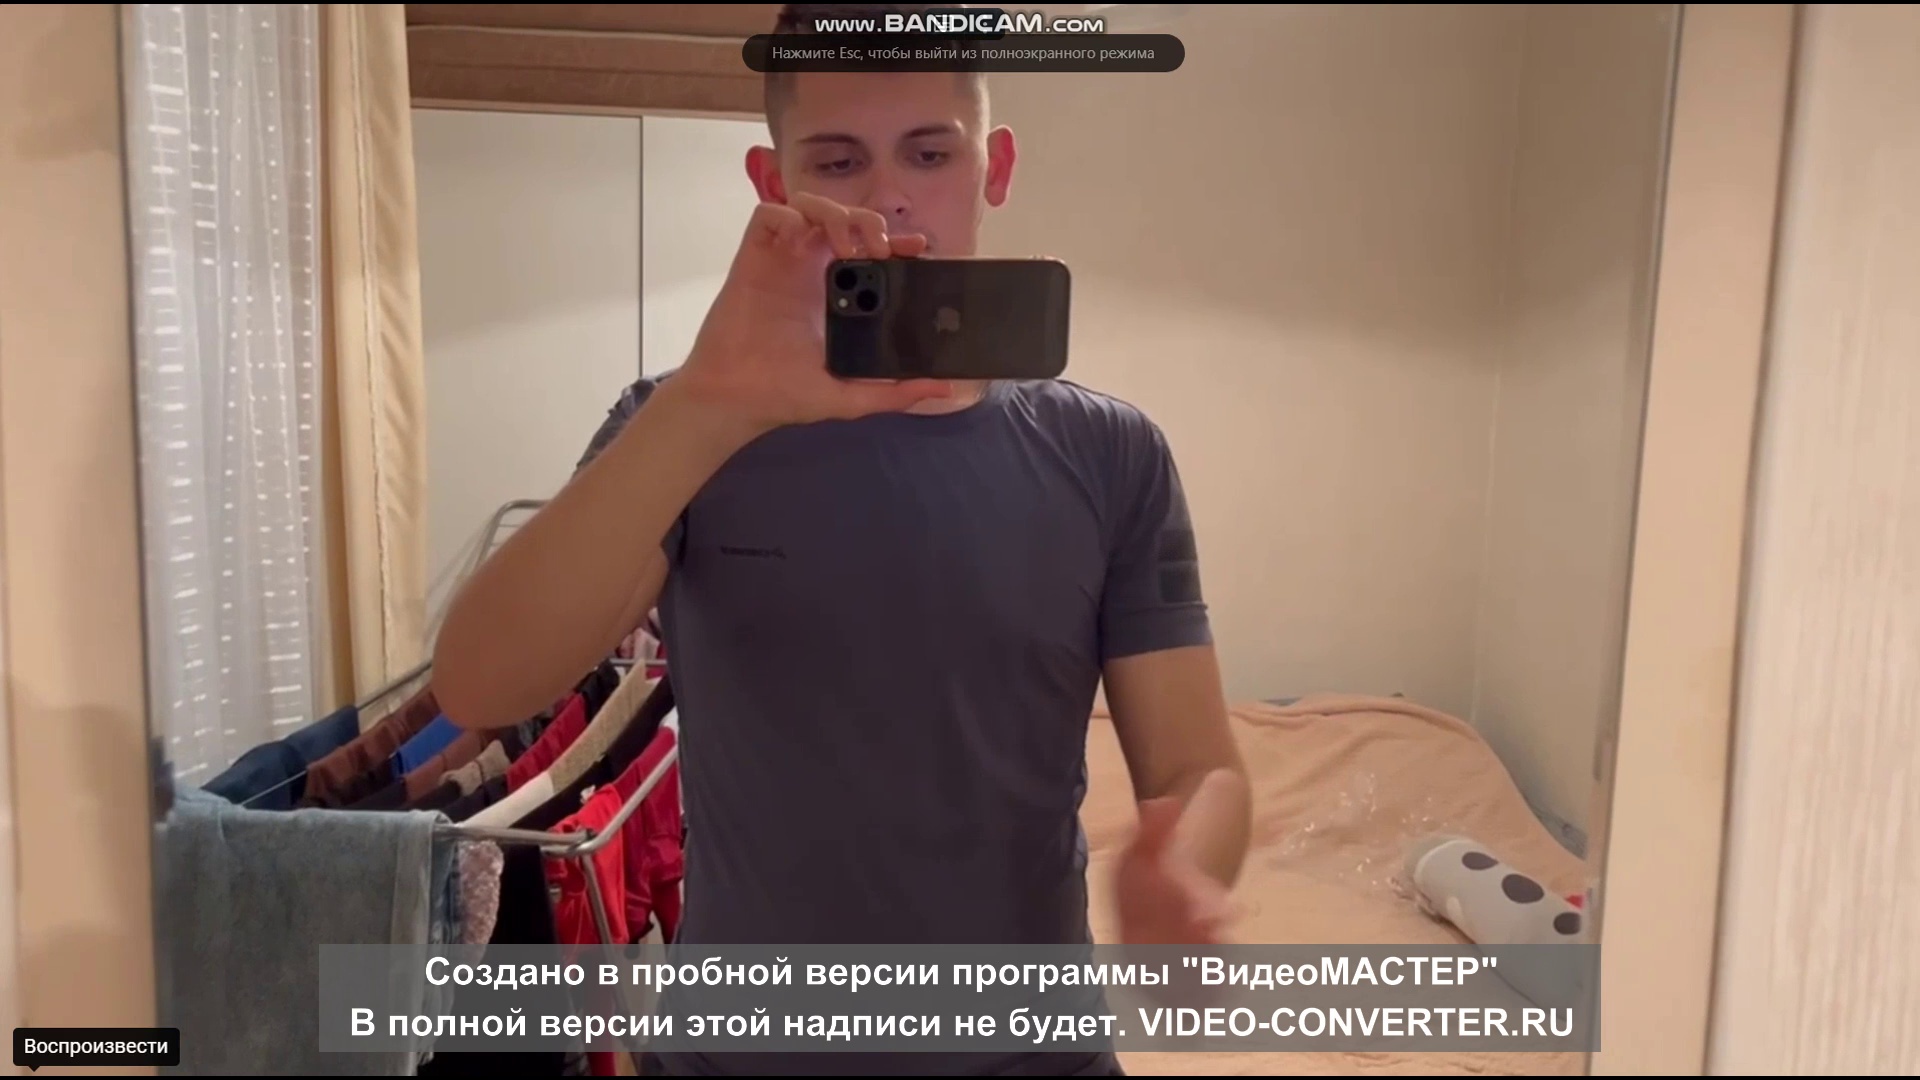 www.BANDICAM.com
Нажмите Esc, чтобы выйти из полноэкранного режима
Создано в пробной версии программы "ВидеоМАСТЕР"
В полной версии этой надписи не будет. VIDEO-CONVERTER.RU
Воспроизвести